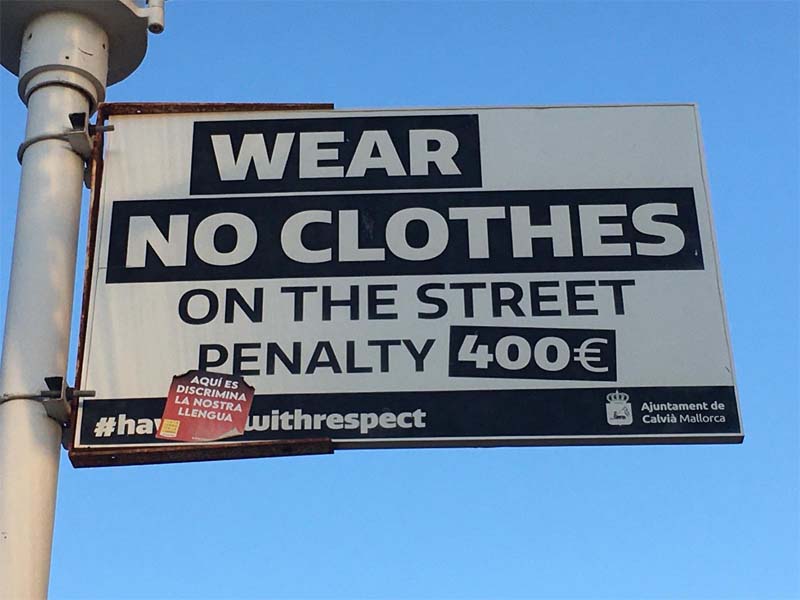 WEAR
NO CLOTHES
ON THE STREET
PENALTY 400€
AQUÍ ES
DISCRIMINA
LA NOSTRA
LLENGUA
#ha withrespect
Ajuntament de
Calvià Mallorca